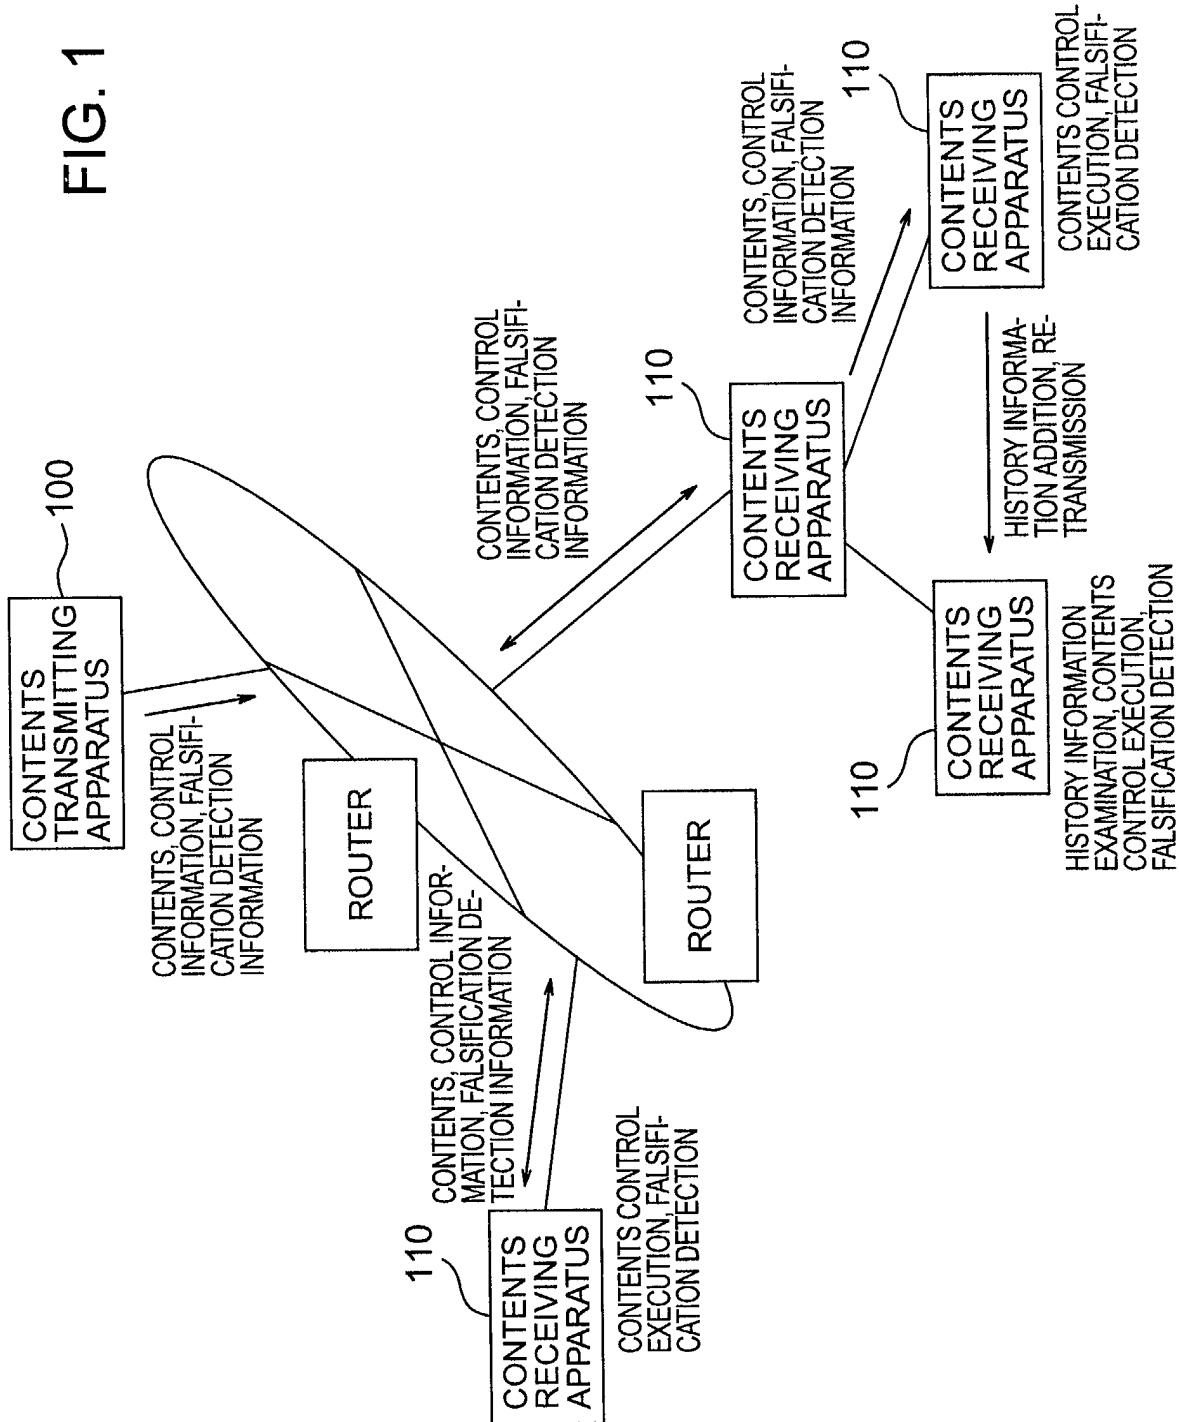 FIG. 1
CONTENTS
TRANSMITTING
APPARATUS
100
CONTENTS, CONTROL
INFORMATION, FALSIFI-
CATION DETECTION
INFORMATION
ROUTER
CONTENTS, CONTROL INFOR-
MATION, FALSIFICATION DE-
TECTION INFORMATION
110
CONTENTS
RECEIVING
APPARATUS
CONTENTS CONTROL
EXECUTION, FALSIFI-
CATION DETECTION
ROUTER
CONTENTS, CONTROL
INFORMATION, FALSIFI-
CATION DETECTION
INFORMATION
110
CONTENTS
RECEIVING
APPARATUS
CONTENTS, CONTROL
INFORMATION, FALSIFI-
CATION DETECTION
INFORMATION
110
CONTENTS
RECEIVING
APPARATUS
CONTENTS CONTROL
EXECUTION, FALSIFI-
CATION DETECTION
HISTORY INFORMA-
TION ADDITION, RE-
TRANSMISSION
110
CONTENTS
RECEIVING
APPARATUS
HISTORY INFORMATION
EXAMINATION, CONTENTS
CONTROL EXECUTION,
FALSIFICATION DETECTION